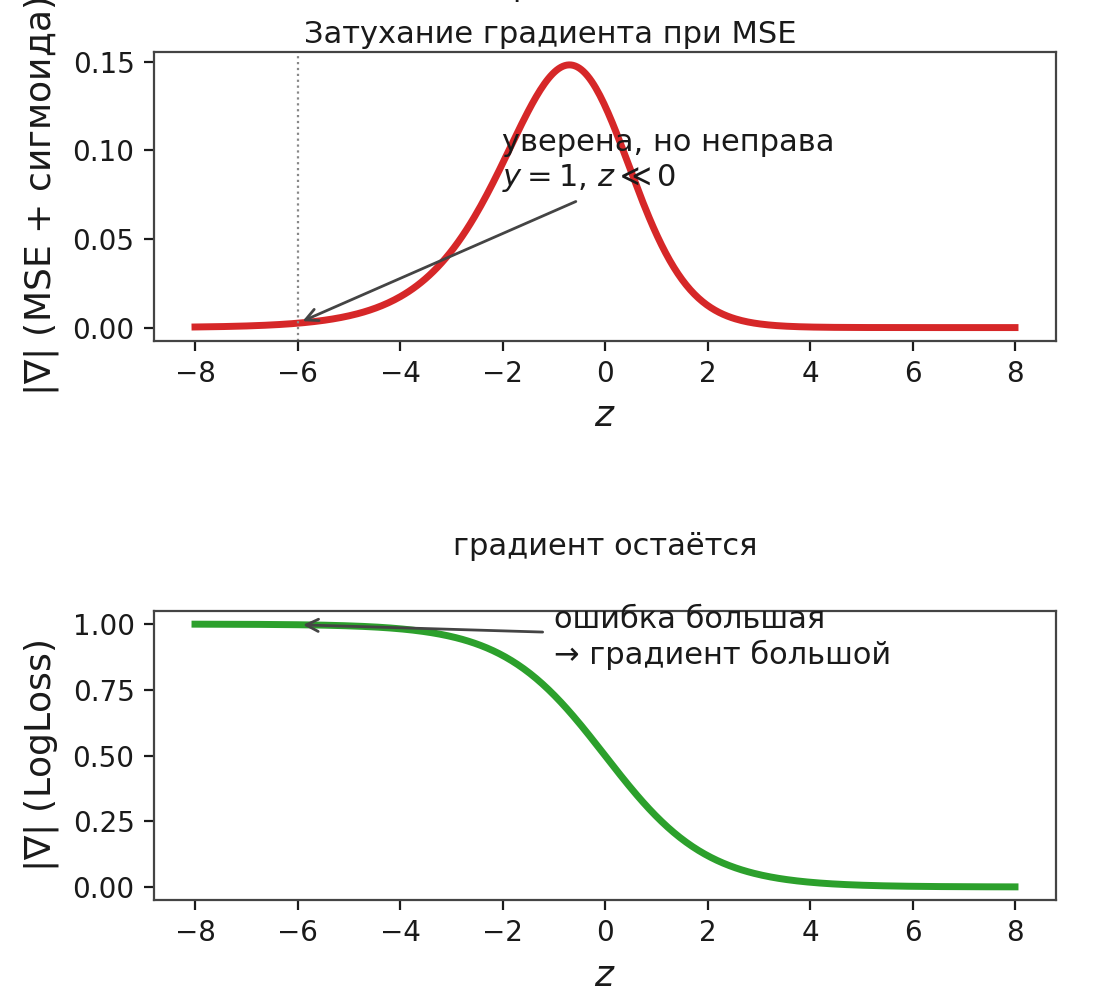 Затухание градиента при MSE
|∇| (MSE + сигмоида)
0.15
0.10
0.05
0.00
уверена, но неправа
y = 1, z ≪ 0
−8 −6 −4 −2 0 2 4 6 8
z
градиент остаётся
|∇| (LogLoss)
1.00
0.75
0.50
0.25
0.00
ошибка большая
→ градиент большой
−8 −6 −4 −2 0 2 4 6 8
z